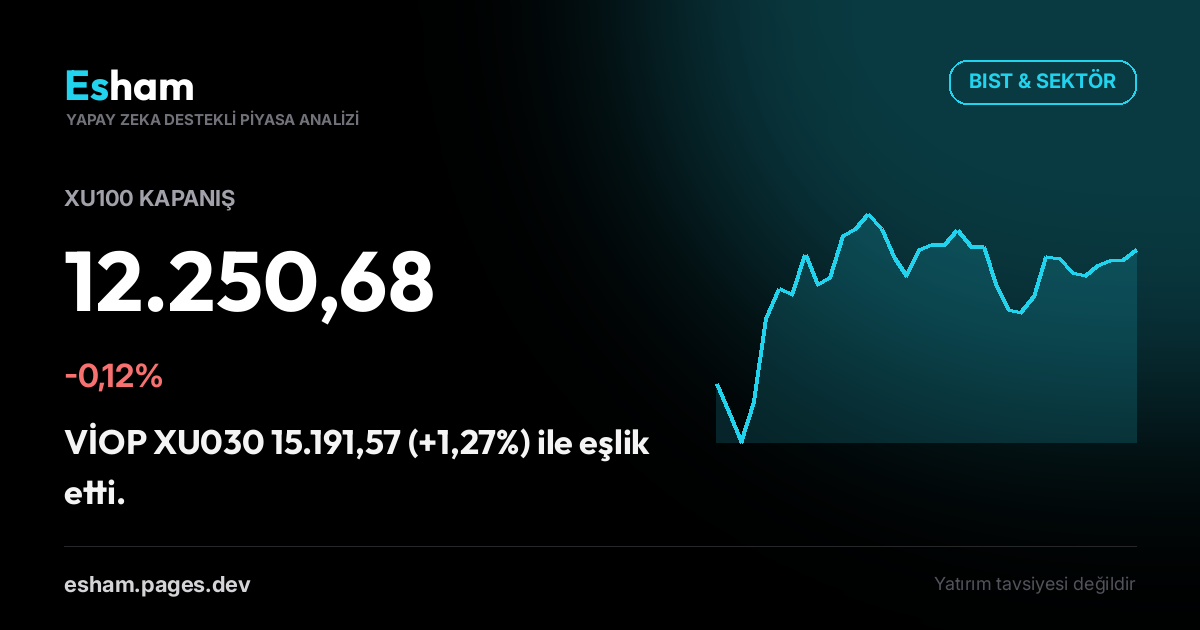 Esham
YAPAY ZEKA DESTEKLİ PİYASA ANALİZİ
BIST & SEKTÖR
XU100 KAPANIŞ
12.250,68
-0,12%
VİOP XU030 15.191,57 (+1,27%) ile eşlik
etti.
esham.pages.dev
Yatırım tavsiyesi değildir